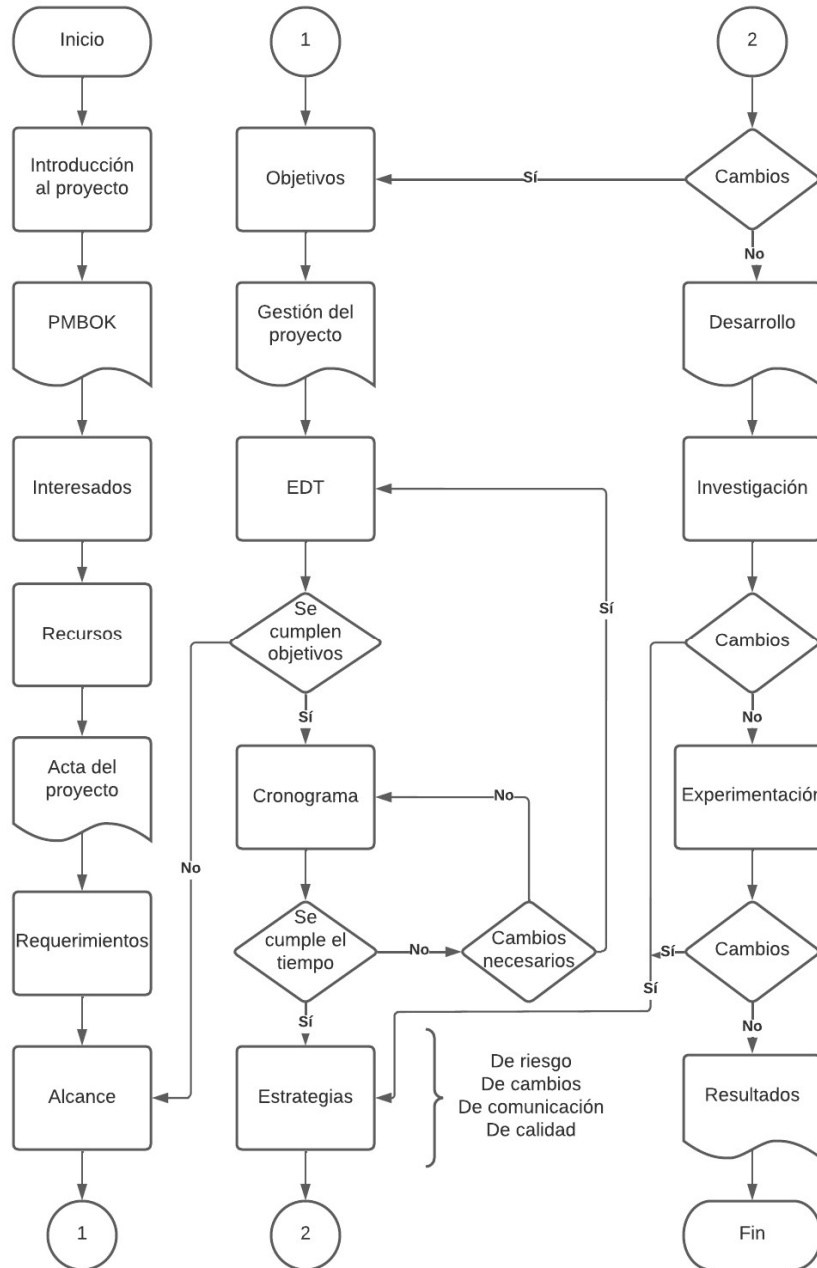 Inicio
Introducción
al proyecto
PMBOK
Interesados
Recursos
Acta del
proyecto
Requerimientos
Alcance
1
No
1
Objetivos
Gestión del
proyecto
EDT
Se
cumplen
objetivos
Sí
Cronograma
Se
cumple el
tiempo
No
Cambios
necesarios
No
Sí
Sí
Estrategias
De riesgo
De cambios
De comunicación
De calidad
2
2
Cambios
Sí
No
Desarrollo
Investigación
Cambios
Sí
No
Experimentación
Cambios
Sí
No
Resultados
Fin